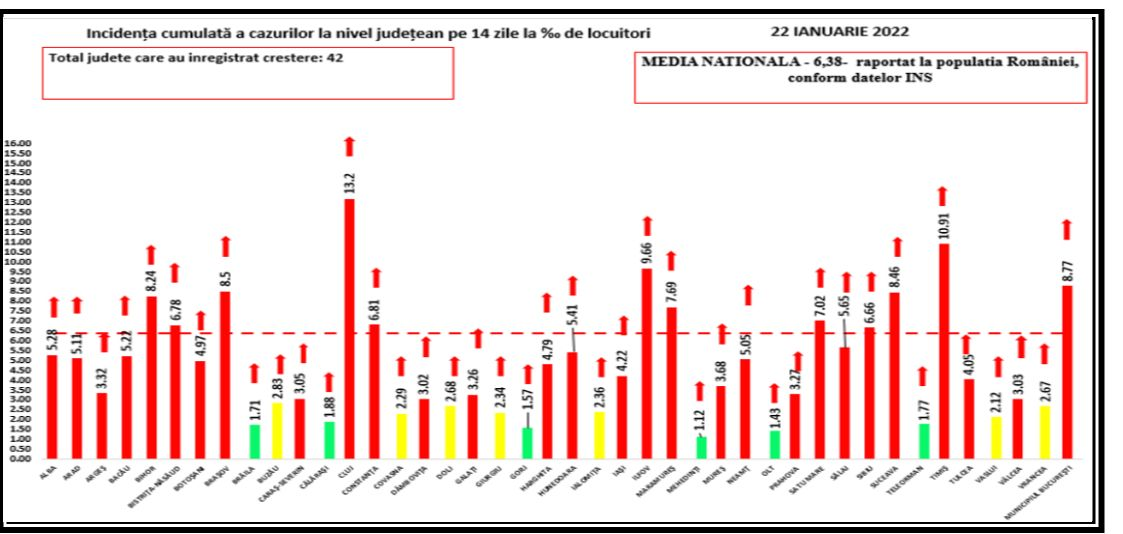 Incidența cumulată a cazurilor la nivel județean pe 14 zile la ‰ de locuitori
22 IANUARIE 2022
Total judete care au inregistrat crestere: 42
MEDIA NATIONALA - 6,38- raportat la populatia României,
conform datelor INS
16.00
15.50
15.00
14.50
14.00
13.50
13.00
12.50
12.00
11.50
11.00
10.50
10.00
9.50
9.00
8.50
8.00
7.50
7.00
6.50
6.00
5.50
5.00
4.50
4.00
3.50
3.00
2.50
2.00
1.50
1.00
0.50
0.00
5.28
5.11
3.32
5.22
8.24
6.78
4.97
8.5
1.71
2.83
3.05
1.88
13.2
6.81
2.29
3.02
2.68
3.26
2.34
1.57
4.79
5.41
2.36
4.22
9.66
7.69
1.12
3.68
5.05
1.43
3.27
7.02
5.65
6.66
8.46
1.77
10.91
4.05
2.12
3.03
2.67
8.77
ALBA
ARAD
ARGEȘ
BACĂU
BIHOR
BISTRIȚA-NĂSĂUD
BOTOȘANI
BRAȘOV
BRĂILA
BUZĂU
CARAȘ-SEVERIN
CĂLĂRAȘI
CLUJ
CONSTANȚA
COVASNA
DÂMBOVIȚA
DOLJ
GALAȚI
GIURGIU
GORJ
HARGHITA
HUNEDOARA
IALOMIȚA
IAȘI
ILFOV
MARAMUREȘ
MEHEDINȚI
MUREȘ
NEAMȚ
OLT
PRAHOVA
SATU MARE
SĂLAJ
SIBIU
SUCEAVA
TELEORMAN
TIMIȘ
TULCEA
VASLUI
VÂLCEA
VRANCEA
MUNICIPIUL BUCUREȘTI